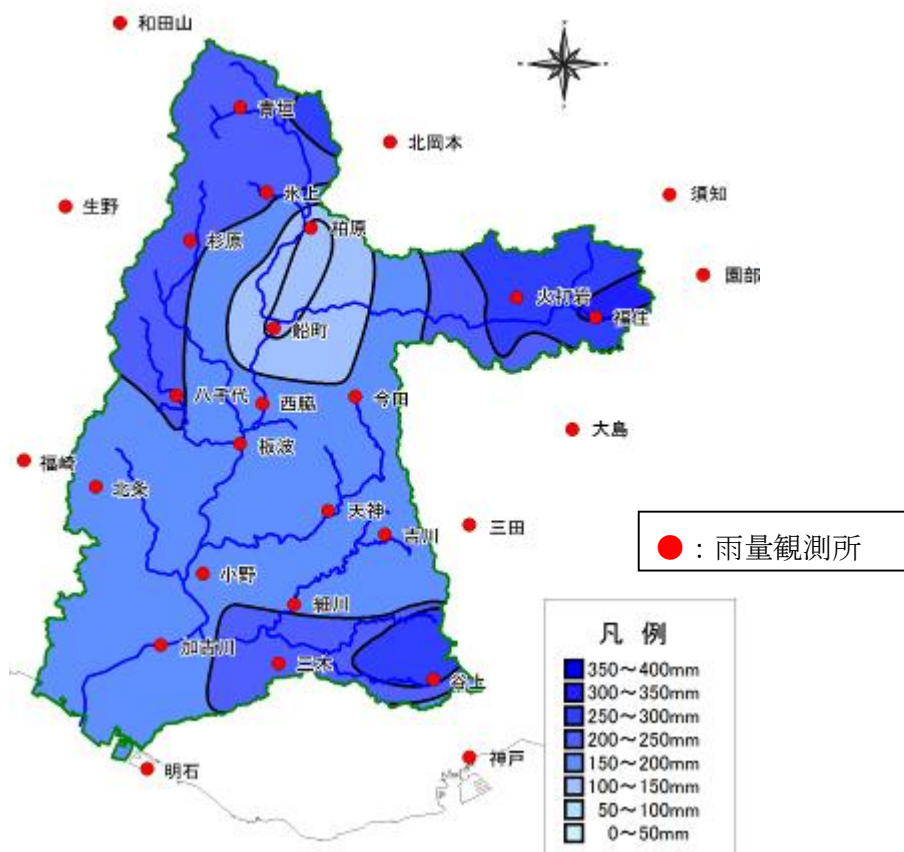 和田山
青垣
北岡本
氷上
須知
生野
柏原
杉原
園部
火打岩
福住
船町
八千代
西脇
今田
大島
板波
福崎
北条
天神
三田
吉川
●：雨量観測所
小野
細川
加古川
三木
谷上
神戸
明石
凡 例
350～400mm
300～350mm
250～300mm
200～250mm
150～200mm
100～150mm
50～100mm
0～50mm